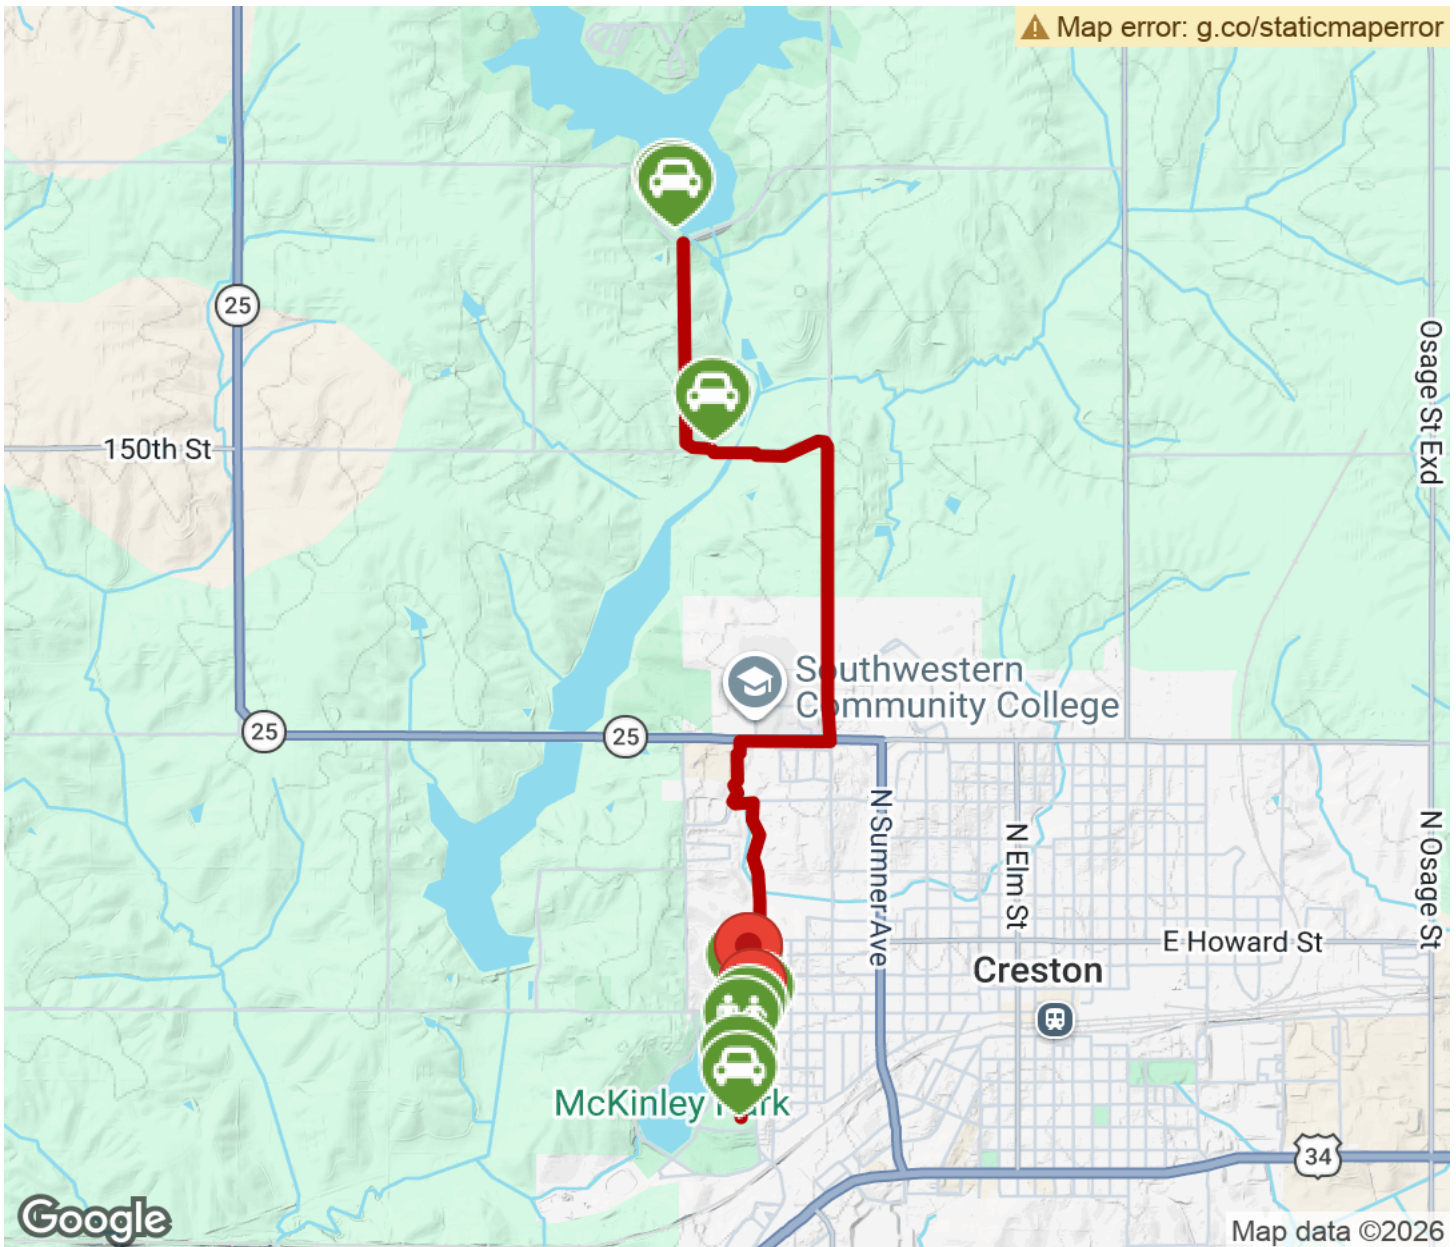 Map error: g.co/staticmaperror
25
Osage St Exd
150th St
Southwestern
Community College
25
25
N Sumner Ave
N Elm St
N Osage St
E Howard St
Creston
McKinley Park
34
Google
Map data ©2026